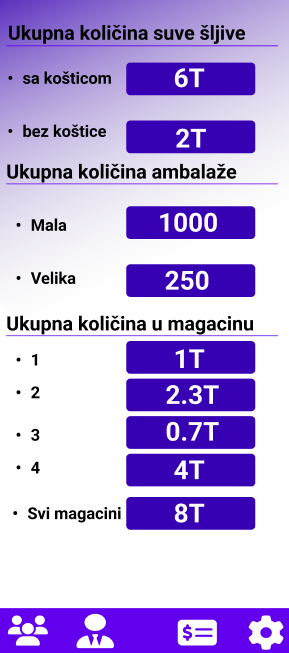 Ukupna količina suve šljive
• sa košticom 6T
• bez koštice 2T
Ukupna količina ambalaže
• Mala 1000
• Velika 250
Ukupna količina u magacinu
• 1 1T
• 2 2.3T
• 3 0.7T
• 4 4T
• Svi magacini 8T